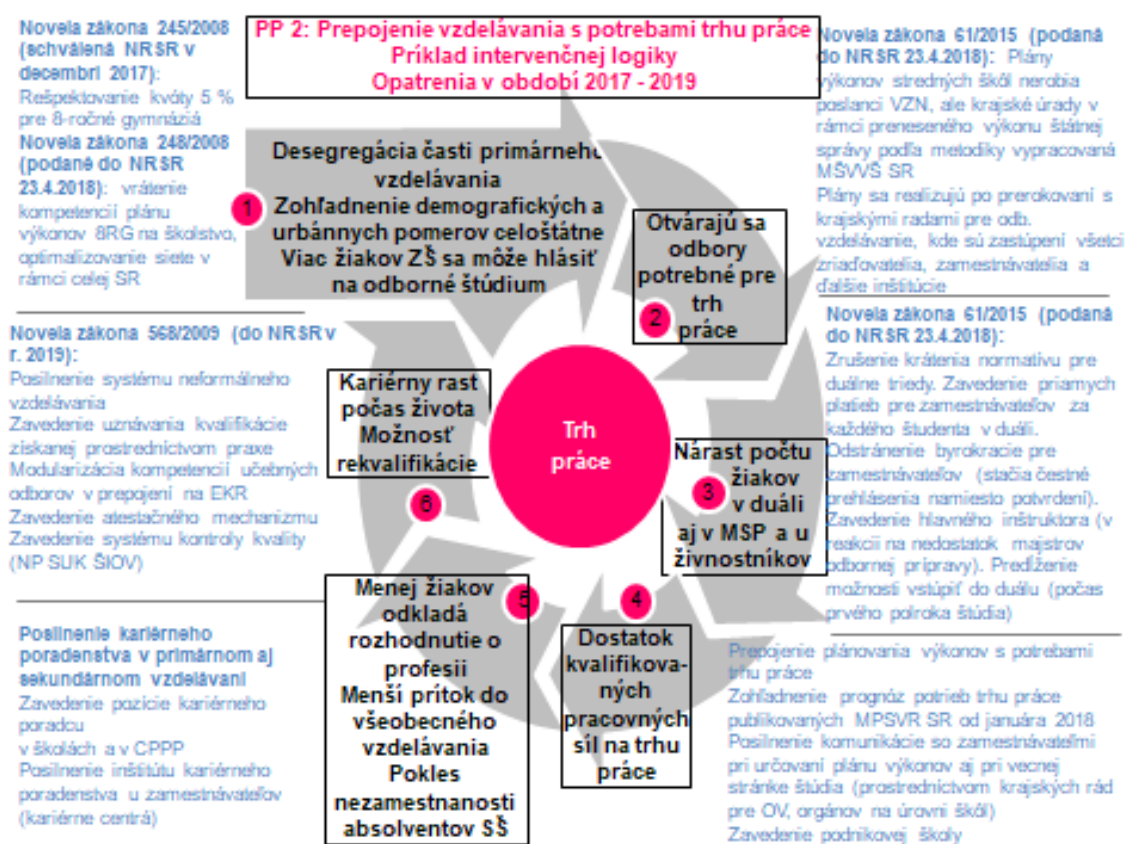 PP 2: Prepojenie vzdelávania s potrebami trhu práce
Príklad intervenčnej logiky
Opatrenia v období 2017 - 2019
Novela zákona 245/2008
(schválená NRSR v
decembri 2017):
Rešpektovanie kvóty 5 %
pre 8-ročné gymnáziá
Novela zákona 248/2008
(podané do NRSR
23.4.2018): vrátenie
kompetencií plánu
výkonov 8RG na školstvo,
optimalizovanie siete v
rámci celej SR
1
Desegregácia časti primárneho
vzdelávania
Zohľadnenie demografických a
urbánnych pomerov celoštátne
Viac žiakov ZŠ sa môže hlásiť
na odborné štúdium
Novela zákona 61/2015 (podaná
do NRSR 23.4.2018): Plány
výkonov stredných škôl nerobia
poslanci VZN, ale krajské úrady v
rámci preneseného výkonu štátnej
správy podľa metodiky vypracovaná
MŠVVŠ SR
Plány sa realizujú po prerokovaní s
krajskými radami pre odb.
vzdelávanie, kde sú zastúpení všetci
zriaďovatelia, zamestnávatelia a
ďalšie inštitúcie
Otvárajú sa
odbory
potrebné pre
trh
práce
2
Novela zákona 61/2015 (podaná
do NRSR 23.4.2018):
Zrušenie krátenia normatívu pre
duálne triedy. Zavedenie priamych
platieb pre zamestnávateľov za
každého študenta v duáli.
Odstránenie byrokracie pre
zamestnávateľov (stačia čestné
prehlásenia namiesto potvrdení).
Zavedenie hlavného inštruktora (v
reakcii na nedostatok majstrov
odbornej prípravy). Predĺženie
možnosti vstúpiť do duálu (počas
prvého polroka štúdia)
Nárast počtu
žiakov
v duáli
aj v MSP a u
živnostníkov
3
Trh
práce
Novela zákona 568/2009 (do NRSR v
r. 2019):
Posilnenie systému neformálneho
vzdelávania
Zavedenie uznávania kvalifikácie
získanej prostredníctvom praxe
Modularizácia kompetencií učebných
odborov v prepojení na EKR
Zavedenie atestačného mechanizmu
Zavedenie systému kontroly kvality
(NP SUK ŠIOV)
Kariérny rast
počas života
Možnosť
rekvalifikácie
6
Posilnenie kariérneho
poradenstva v primárnom aj
sekundárnom vzdelávaní
Zavedenie pozície kariérneho
poradcu
v školách a v CPPP
Posilnenie inštitútu kariérneho
poradenstva u zamestnávateľov
(kariérne centrá)
Menej žiakov
odkladá
rozhodnutie o
profesii
Menší prítok do
všeobecného
vzdelávania
Pokles
nezamestnanosti
absolventov SŠ
5
4
Dostatok
kvalifikova-
ných
pracovných
síl na trhu
práce
Prepojenie plánovania výkonov s potrebami
trhu práce
Zohľadnenie prognóz potrieb trhu práce
publikovaných MPSVR SR od januára 2018
Posilnenie komunikácie so zamestnávateľmi
pri určovaní plánu výkonov aj pri vecnej
stránke štúdia (prostredníctvom krajských rád
pre OV, orgánov na úrovni škôl)
Zavedenie podnikovej školy